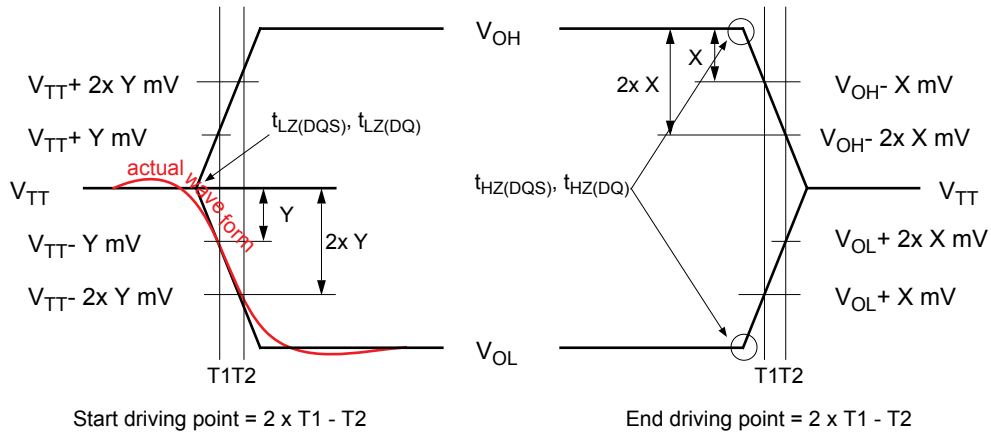 V_OH
V_TT + 2x Y mV
V_TT + Y mV
V_TT
V_TT - Y mV
V_TT - 2x Y mV
t_LZ(DQS), t_LZ(DQ)
actual wave form
Y
2x Y
V_OL
T1T2
Start driving point = 2 x T1 - T2
X
2x X
V_OH - X mV
V_OH - 2x X mV
t_HZ(DQS), t_HZ(DQ)
V_TT
V_OL + 2x X mV
V_OL + X mV
T1T2
End driving point = 2 x T1 - T2